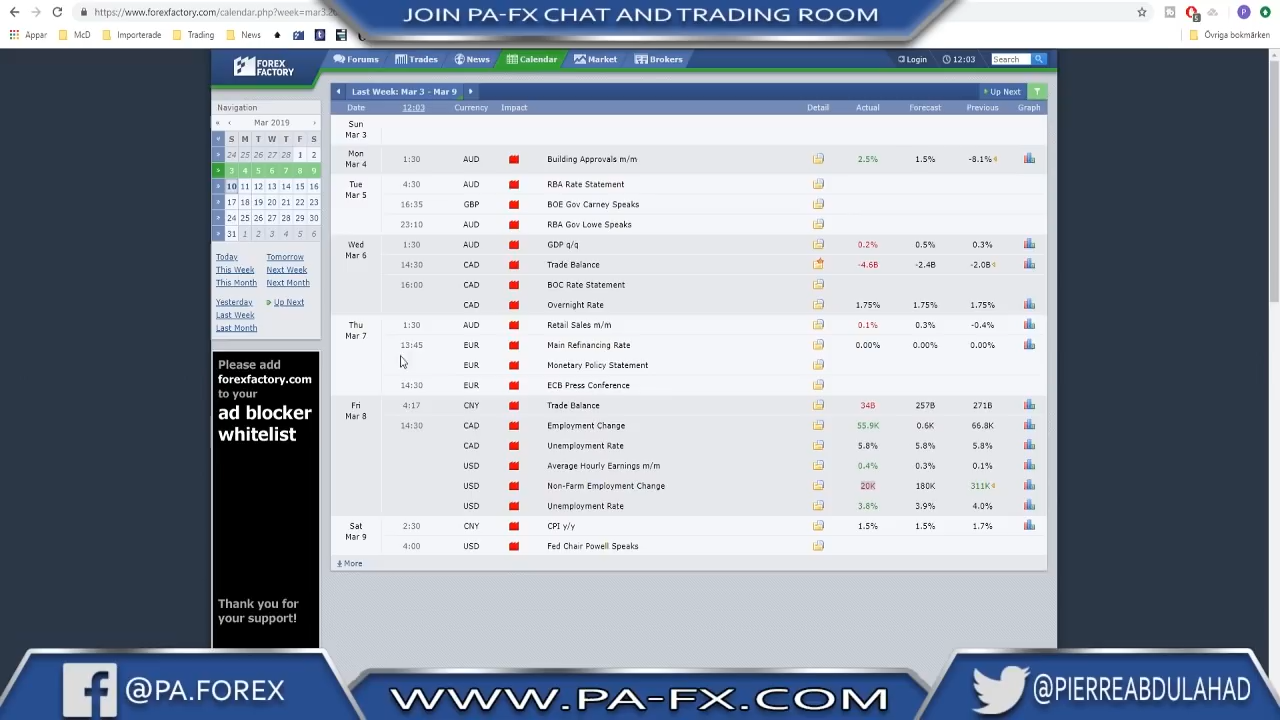 https://www.forexfactory.com/calendar.php?week=mar3.20
JOIN PA-FX CHAT AND TRADING ROOM
Appar McD Importerade Trading News Övriga bokmärken
FOREX FACTORY
Forums Trades News Calendar Market Brokers Login 12:03 Search
Navigation
Mar 2019
S M T W T F S
24 25 26 27 28 1 2
3 4 5 6 7 8 9
10 11 12 13 14 15 16
17 18 19 20 21 22 23
24 25 26 27 28 29 30
31 1 2 3 4 5 6
Today Tomorrow
This Week Next Week
This Month Next Month
Yesterday Up Next
Last Week
Last Month
Please add
forexfactory.com
to your
ad blocker
whitelist
Thank you for
your support!
Last Week: Mar 3 - Mar 9 Up Next
Date 12:03 Currency Impact Detail Actual Forecast Previous Graph
Sun
Mar 3
Mon
Mar 4
1:30 AUD Building Approvals m/m 2.5% 1.5% -8.1%
Tue
Mar 5
4:30 AUD RBA Rate Statement
16:35 GBP BOE Gov Carney Speaks
23:10 AUD RBA Gov Lowe Speaks
Wed
Mar 6
1:30 AUD GDP q/q 0.2% 0.5% 0.3%
14:30 CAD Trade Balance -4.6B -2.4B -2.0B
16:00 CAD BOC Rate Statement
CAD Overnight Rate 1.75% 1.75% 1.75%
Thu
Mar 7
1:30 AUD Retail Sales m/m 0.1% 0.3% -0.4%
13:45 EUR Main Refinancing Rate 0.00% 0.00% 0.00%
EUR Monetary Policy Statement
14:30 EUR ECB Press Conference
Fri
Mar 8
4:17 CNY Trade Balance 34B 257B 271B
14:30 CAD Employment Change 55.9K 0.6K 66.8K
CAD Unemployment Rate 5.8% 5.8% 5.8%
USD Average Hourly Earnings m/m 0.4% 0.3% 0.1%
USD Non-Farm Employment Change 20K 180K 311K
USD Unemployment Rate 3.8% 3.9% 4.0%
Sat
Mar 9
2:30 CNY CPI y/y 1.5% 1.5% 1.7%
4:00 USD Fed Chair Powell Speaks
More
@PA.FOREX
WWW.PA-FX.COM
@PIERREABDULAHAD